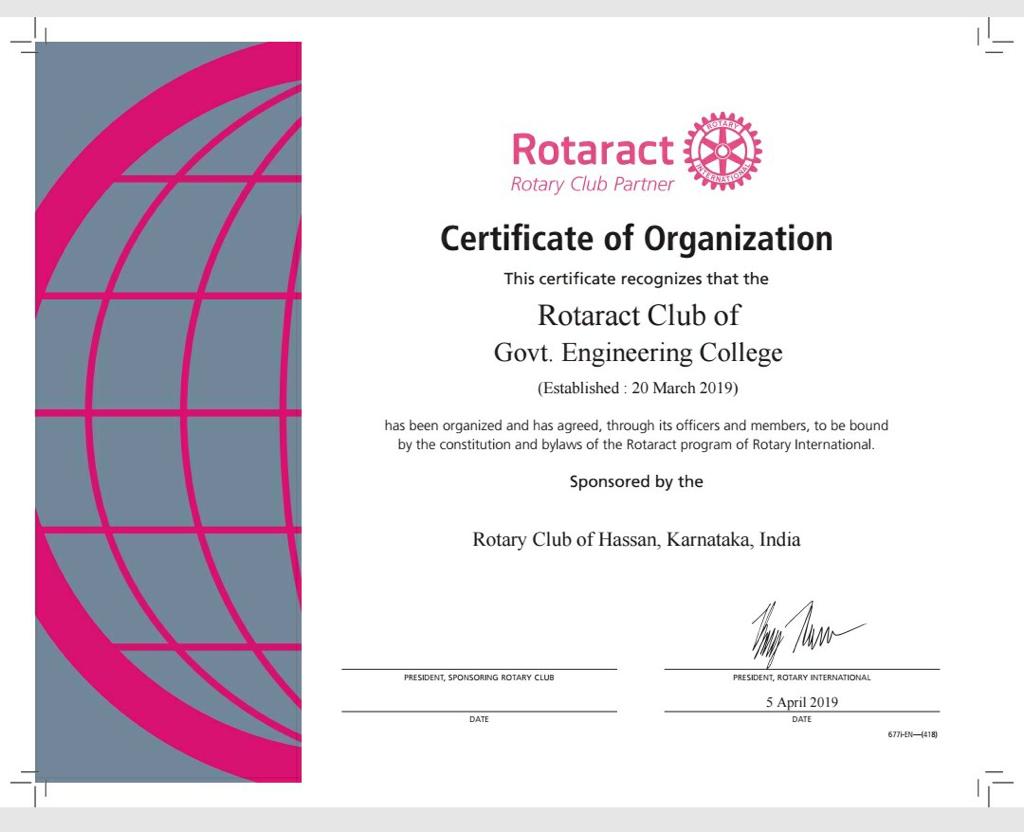 Rotaract
Rotary Club Partner
ROTARY
INTERNATIONAL
Certificate of Organization
This certificate recognizes that the
Rotaract Club of
Govt. Engineering College
(Established : 20 March 2019)
has been organized and has agreed, through its officers and members, to be bound
by the constitution and bylaws of the Rotaract program of Rotary International.
Sponsored by the
Rotary Club of Hassan, Karnataka, India
PRESIDENT, SPONSORING ROTARY CLUB
PRESIDENT, ROTARY INTERNATIONAL
5 April 2019
DATE
DATE
677i-EN—(418)